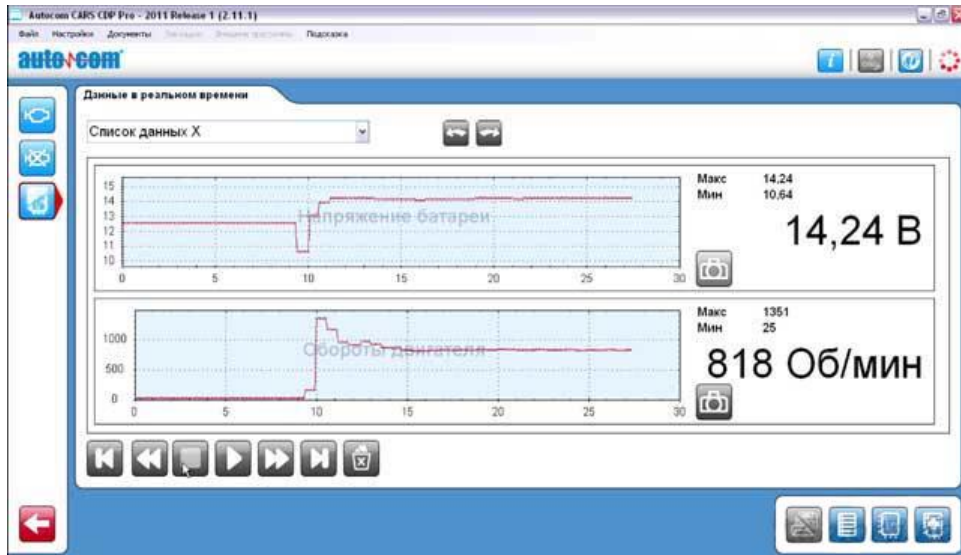 Autocom CARS CDP Pro - 2011 Release 1 (2.11.1)
Файл Настройки Документы Подсказка
auto com
Данные в реальном времени
Список данных X
15
14
13
12
11
10
Напряжение батареи
0 5 10 15 20 25 30
Макс 14,24
Мин 10,64
14,24 В
1000
500
0
Обороты двигателя
0 5 10 15 20 25 30
Макс 1351
Мин 25
818 Об/мин